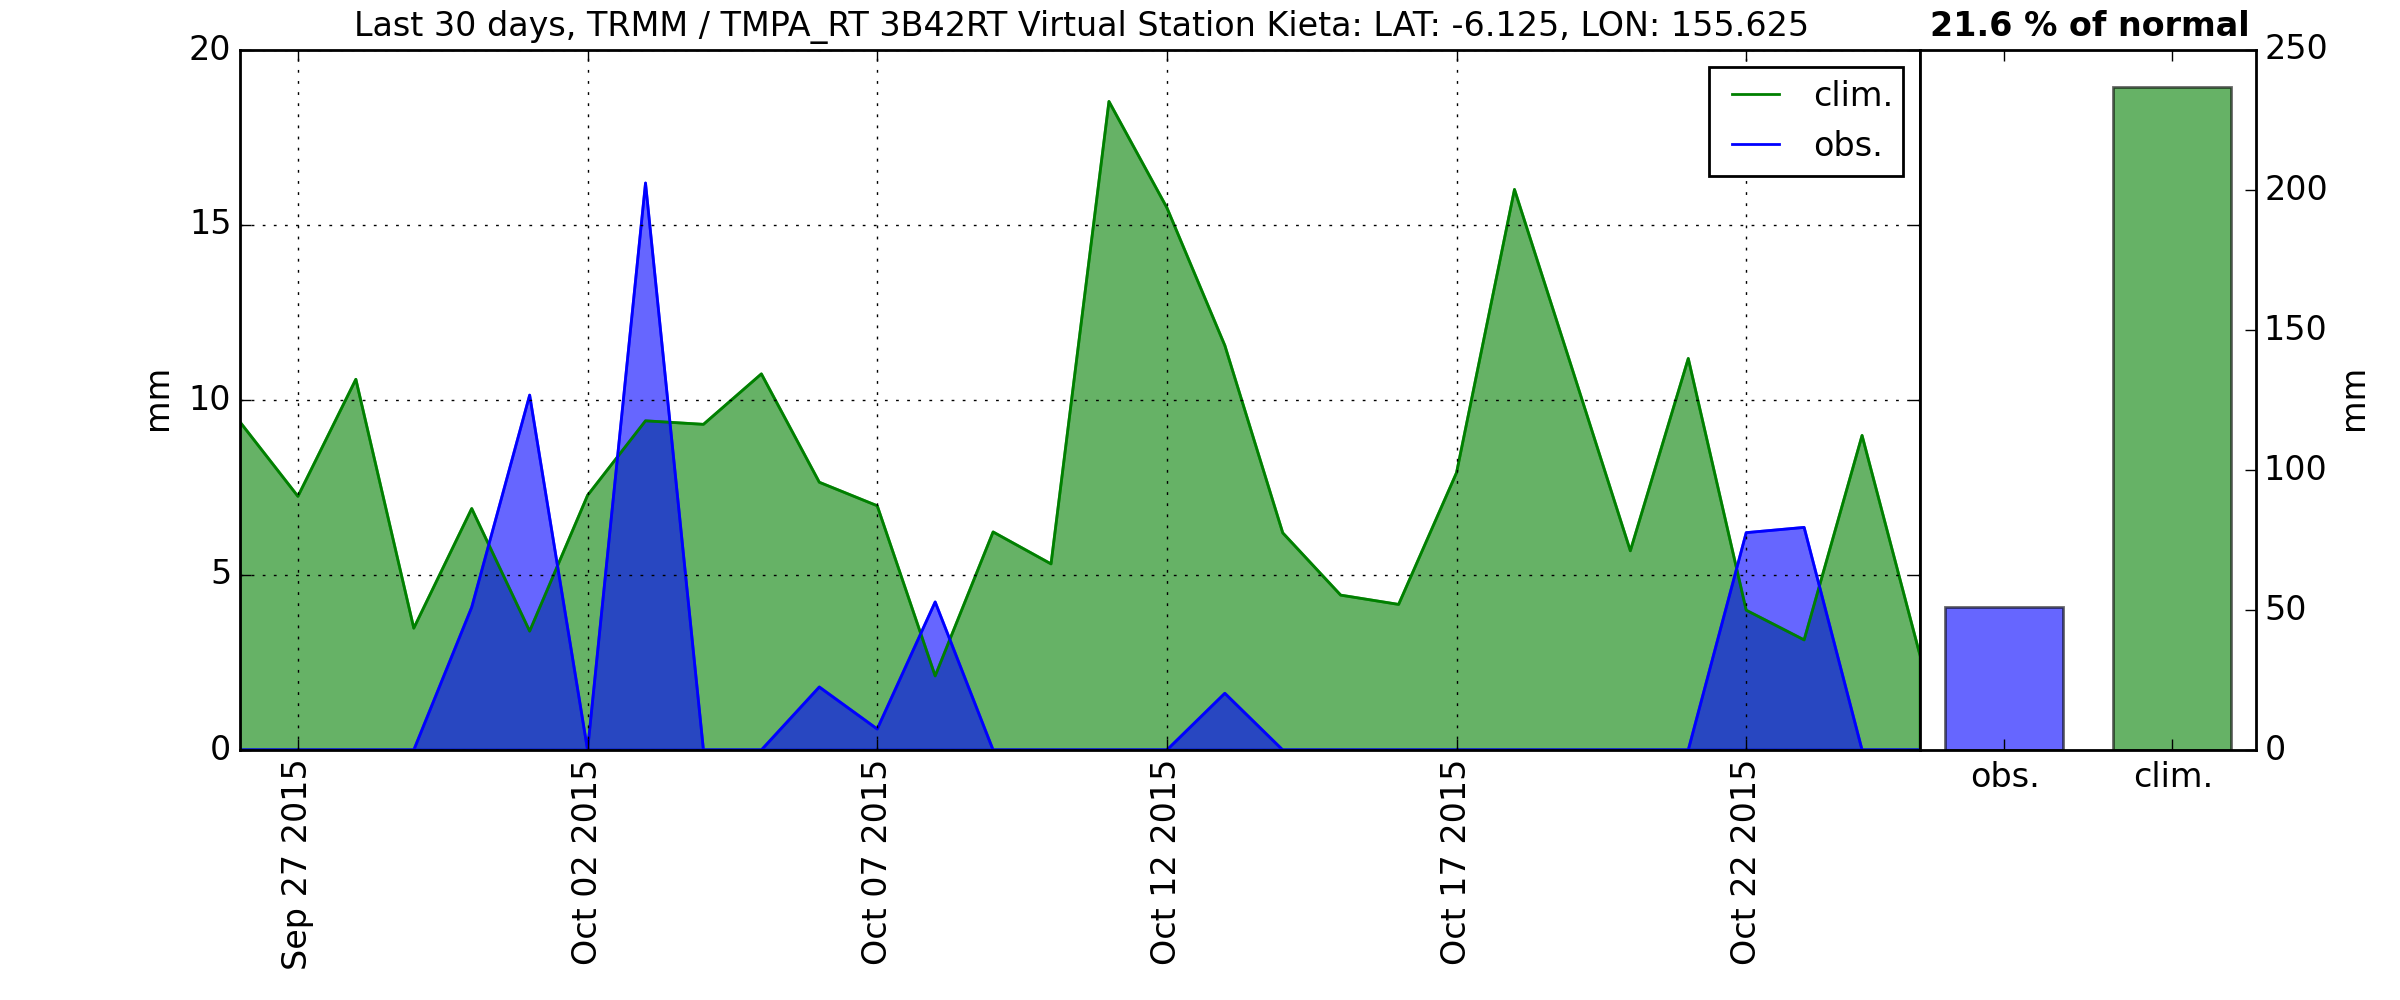 Last 30 days, TRMM / TMPA_RT 3B42RT Virtual Station Kieta: LAT: -6.125, LON: 155.625
21.6 % of normal
20
15
10
5
0
mm
clim.
obs.
Sep 27 2015
Oct 02 2015
Oct 07 2015
Oct 12 2015
Oct 17 2015
Oct 22 2015
250
200
150
100
50
0
mm
obs.
clim.